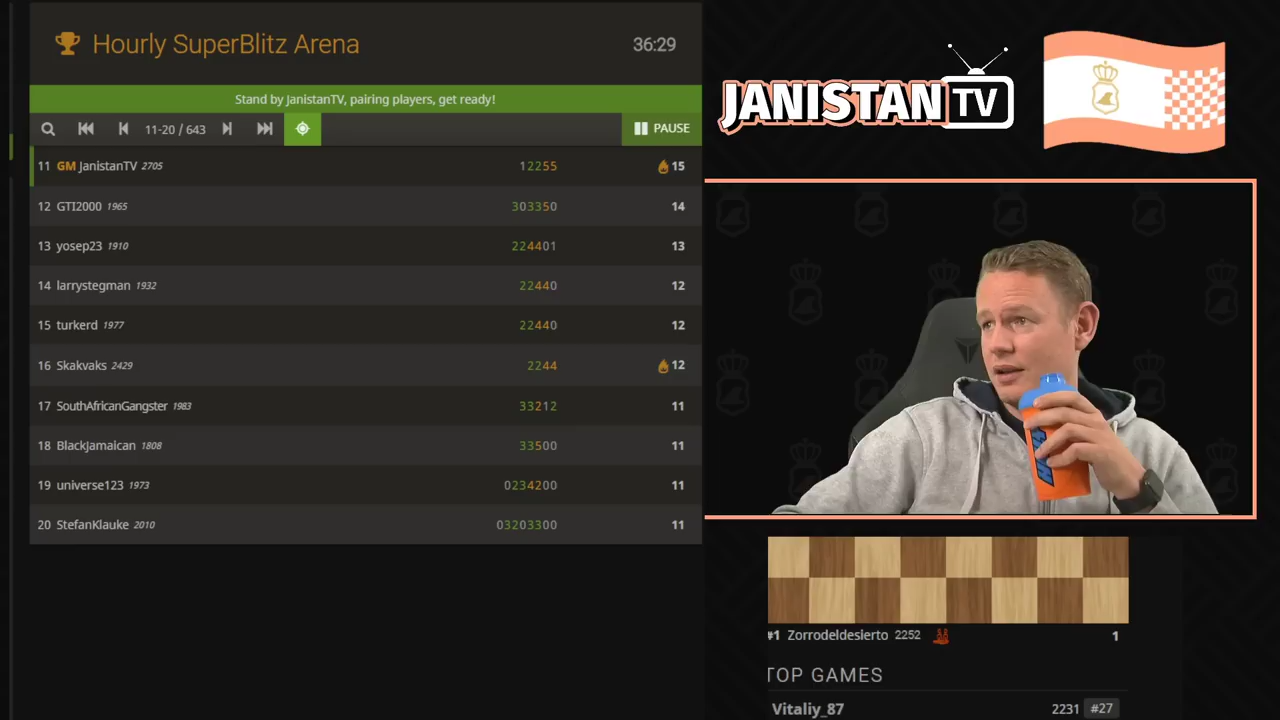 Hourly SuperBlitz Arena
36:29
Stand by JanistanTV, pairing players, get ready!
11-20 / 643
PAUSE
11 GM JanistanTV 2705 12255 15
12 GTI2000 1965 303350 14
13 yosep23 1910 224401 13
14 larrystegman 1932 22440 12
15 turkerd 1977 22440 12
16 Skakvaks 2429 2244 12
17 SouthAfricanGangster 1983 33212 11
18 BlackJamaican 1808 33500 11
19 universe123 1973 0234200 11
20 StefanKlauke 2010 03203300 11
JANISTAN TV
#1 Zorrodeldesierto 2252 1
TOP GAMES
Vitaliy_87 2231 #27